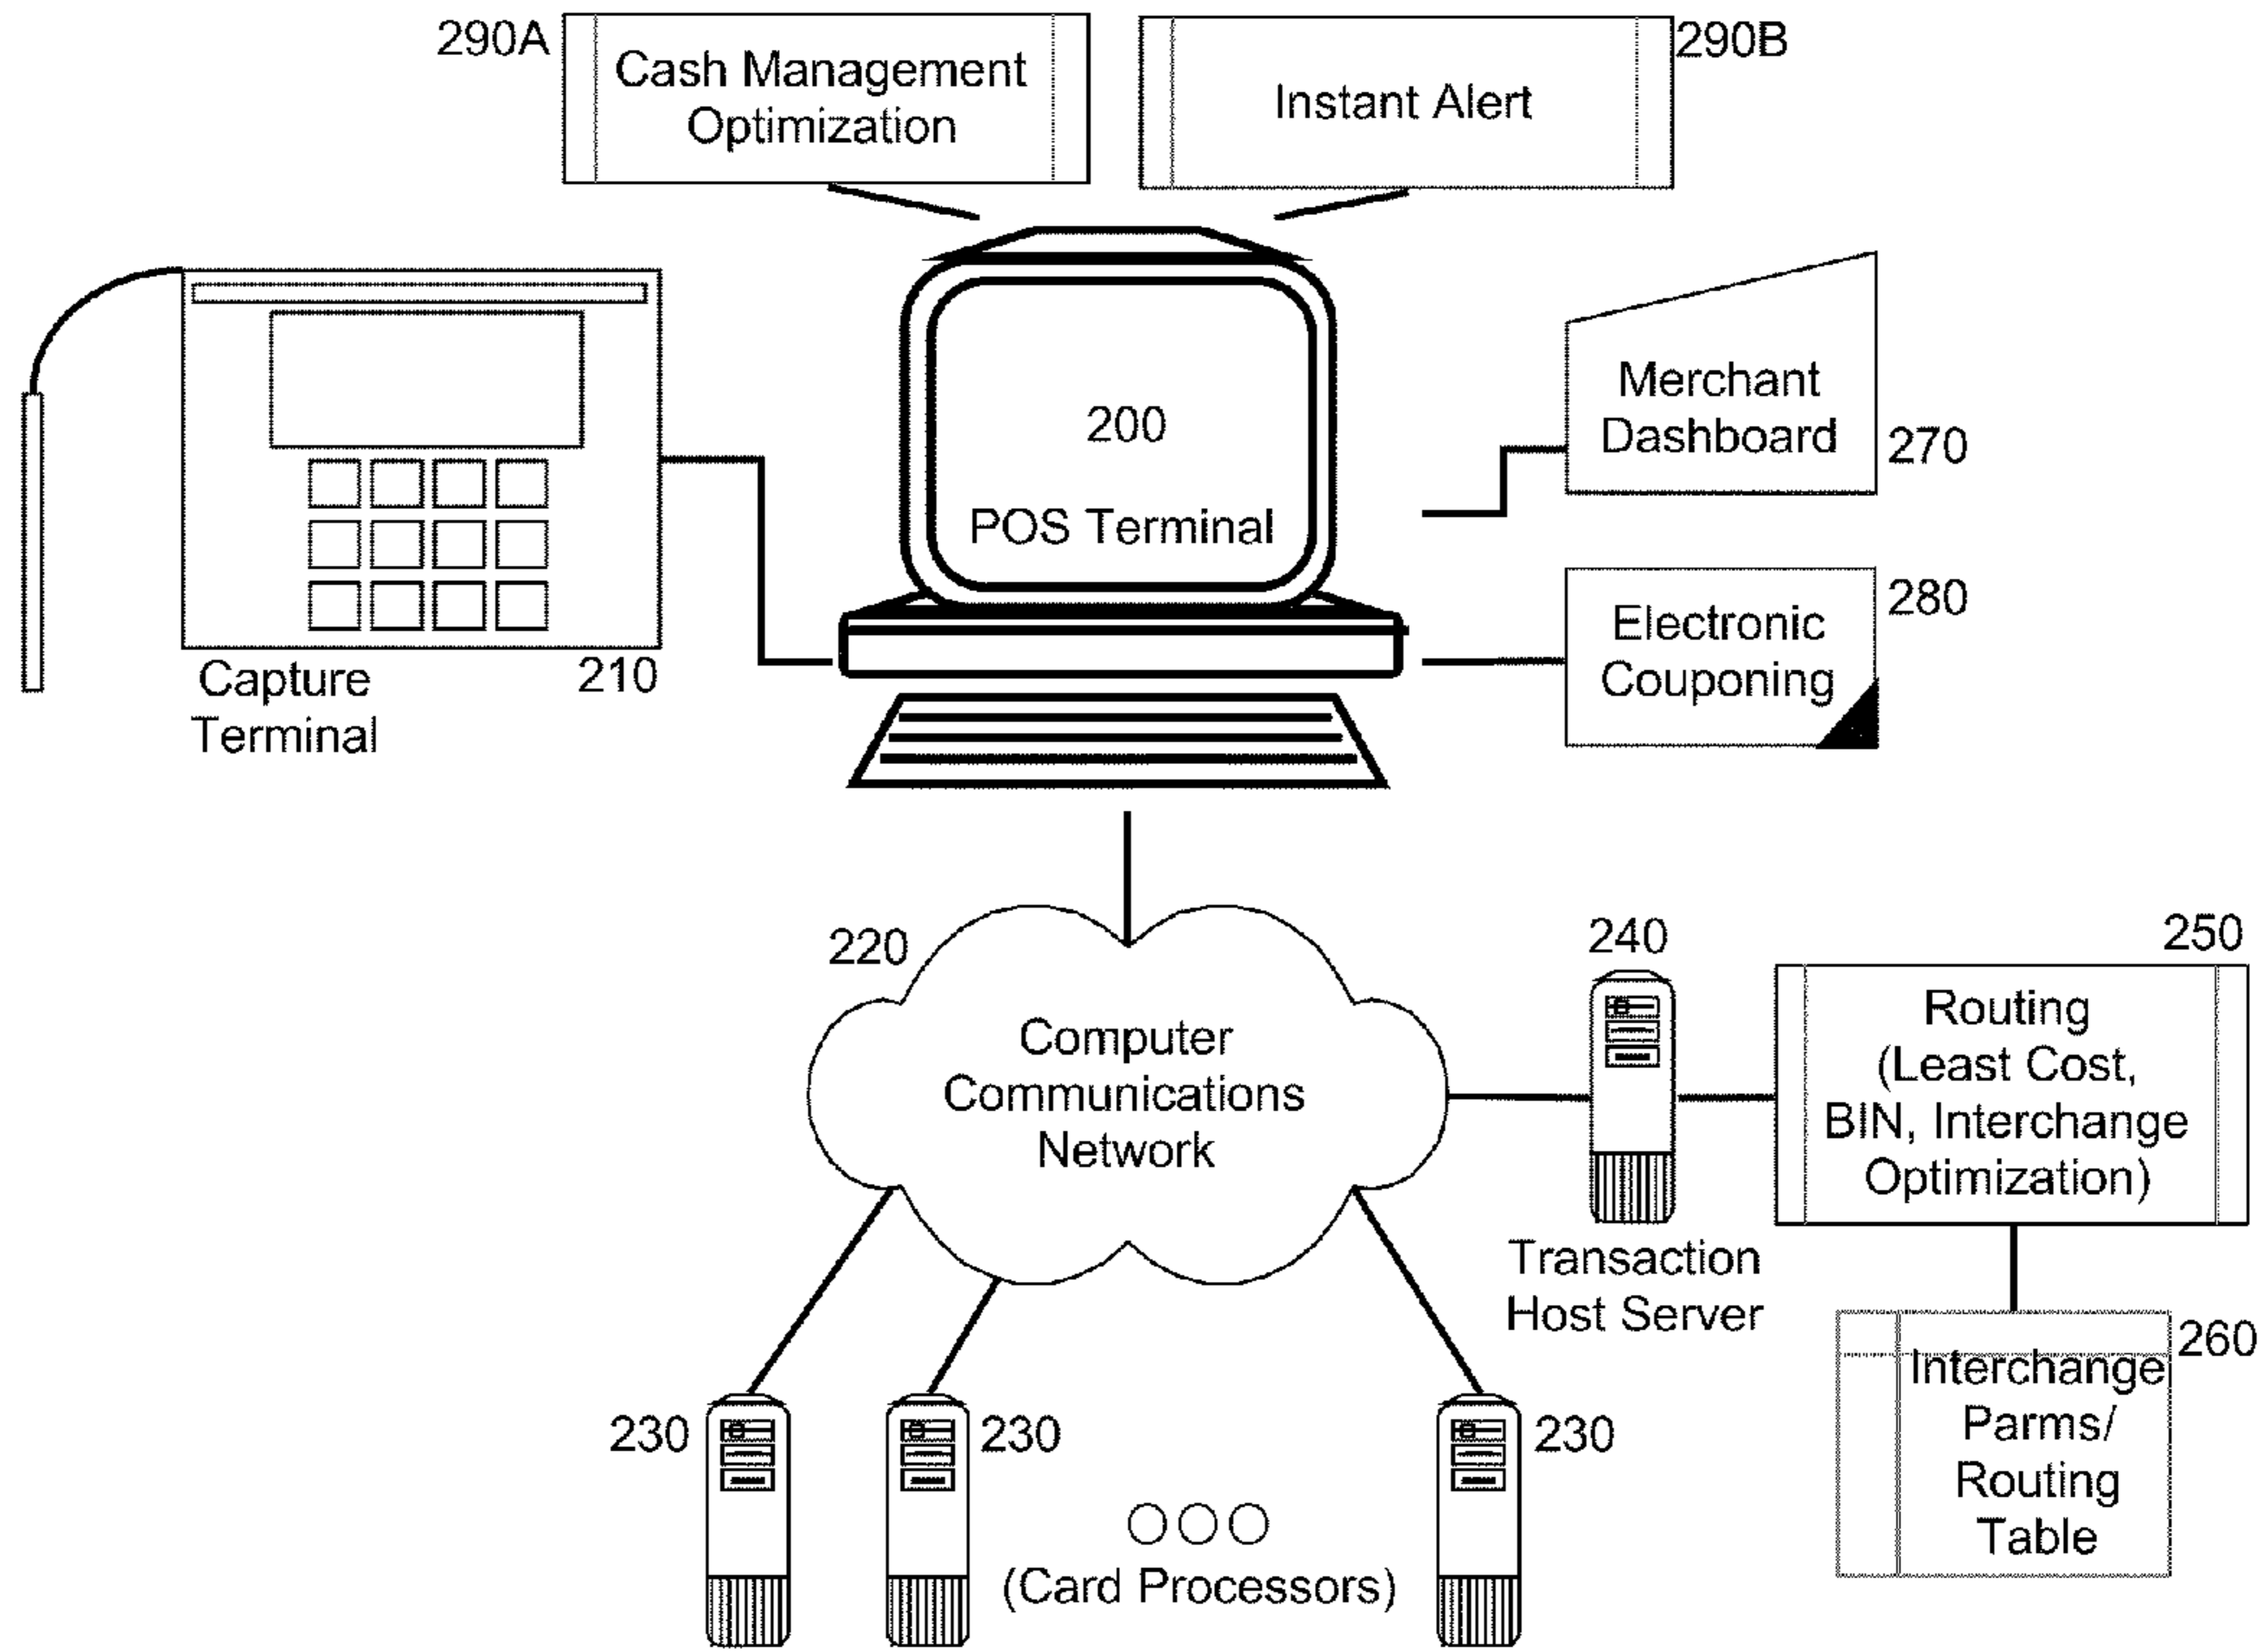 290A
Cash Management
Optimization
Instant Alert
290B
200
POS Terminal
Merchant
Dashboard
270
Electronic
Couponing
280
Capture
Terminal
210
220
Computer
Communications
Network
240
Transaction
Host Server
250
Routing
(Least Cost,
BIN, Interchange
Optimization)
260
Interchange
Parms/
Routing
Table
230
230
230
(Card Processors)